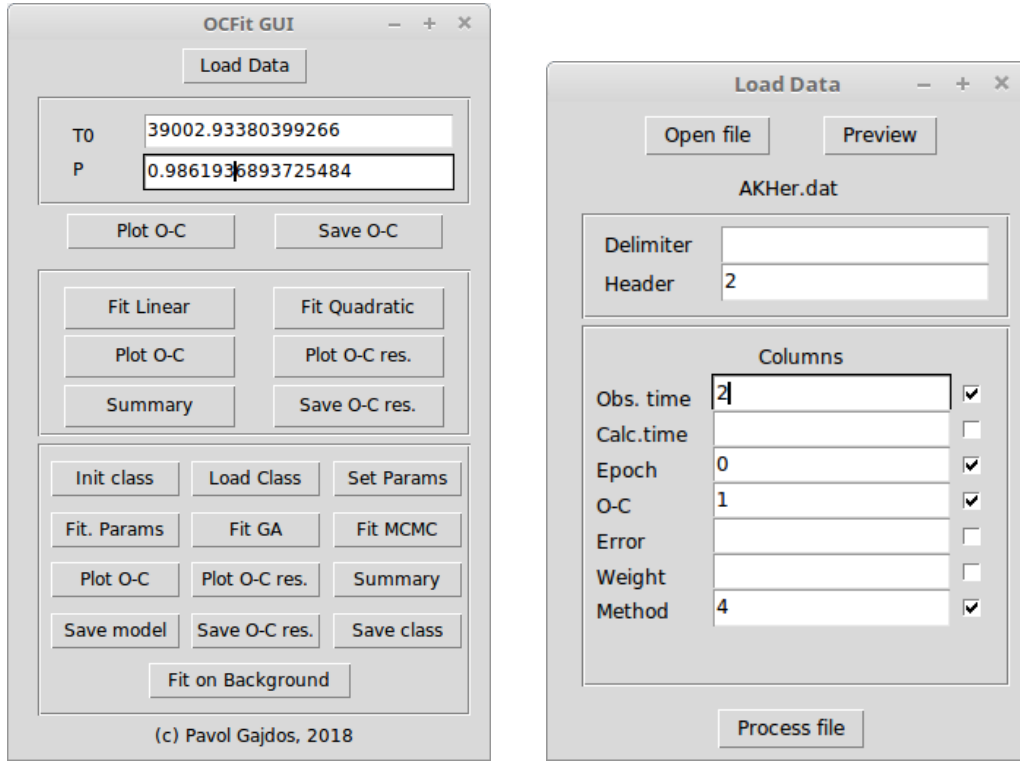 OCFit GUI
Load Data
T0 39002.93380399266
P 0.9861936893725484
Plot O-C Save O-C
Fit Linear Fit Quadratic
Plot O-C Plot O-C res.
Summary Save O-C res.
Init class Load Class Set Params
Fit. Params Fit GA Fit MCMC
Plot O-C Plot O-C res. Summary
Save model Save O-C res. Save class
Fit on Background
(c) Pavol Gajdos, 2018
Load Data
Open file Preview
AKHer.dat
Delimiter
Header 2
Columns
Obs. time 2
Calc.time
Epoch 0
O-C 1
Error
Weight
Method 4
Process file